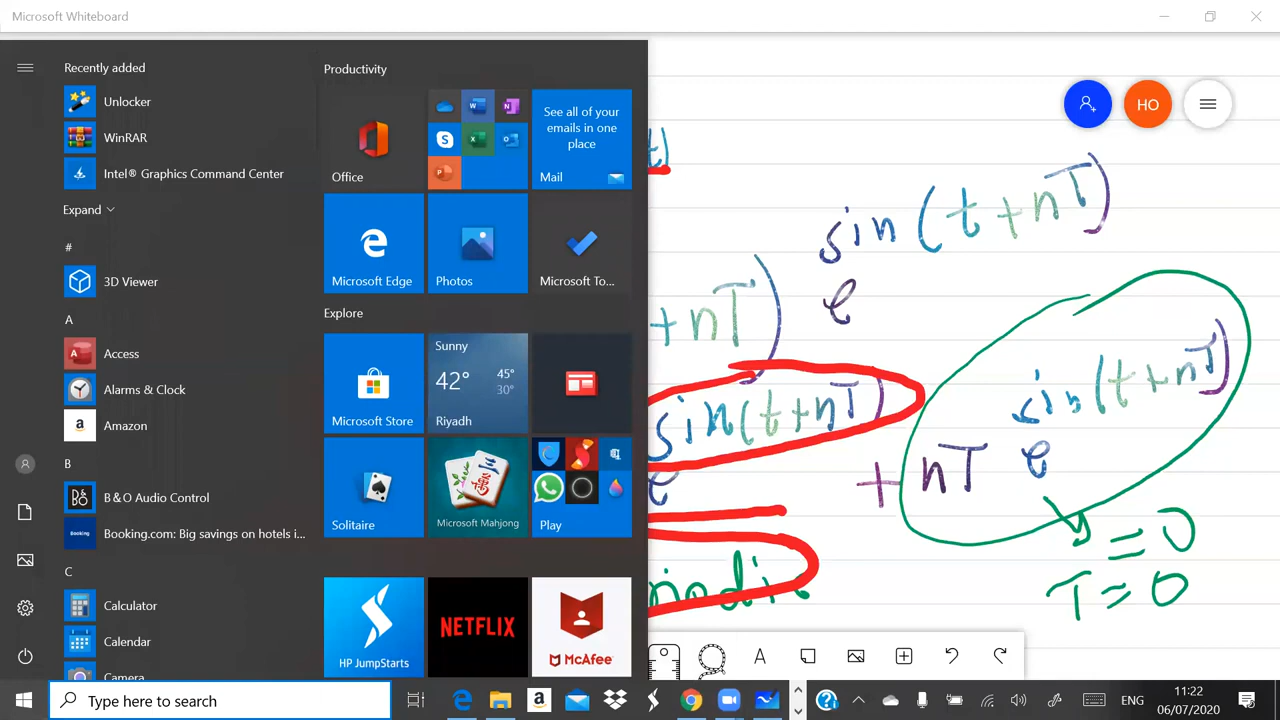 Microsoft Whiteboard
Recently added
Unlocker
WinRAR
Intel® Graphics Command Center
Expand
#
3D Viewer
A
Access
Alarms & Clock
Amazon
B
B&O Audio Control
Booking.com: Big savings on hotels i...
C
Calculator
Calendar
Camera
Productivity
Office
See all of your
emails in one
place
Mail
Microsoft Edge
Photos
Microsoft To...
Explore
Microsoft Store
Sunny
42° 45°
30°
Riyadh
Solitaire
Microsoft Mahjong
Play
HP JumpStarts
NETFLIX
McAfee
HO
sin(t+nT)
e
+nT)
sin(t+nT)
e
+nT e
sin(t+nT)
=0
T=0
Type here to search
ENG
11:22
06/07/2020